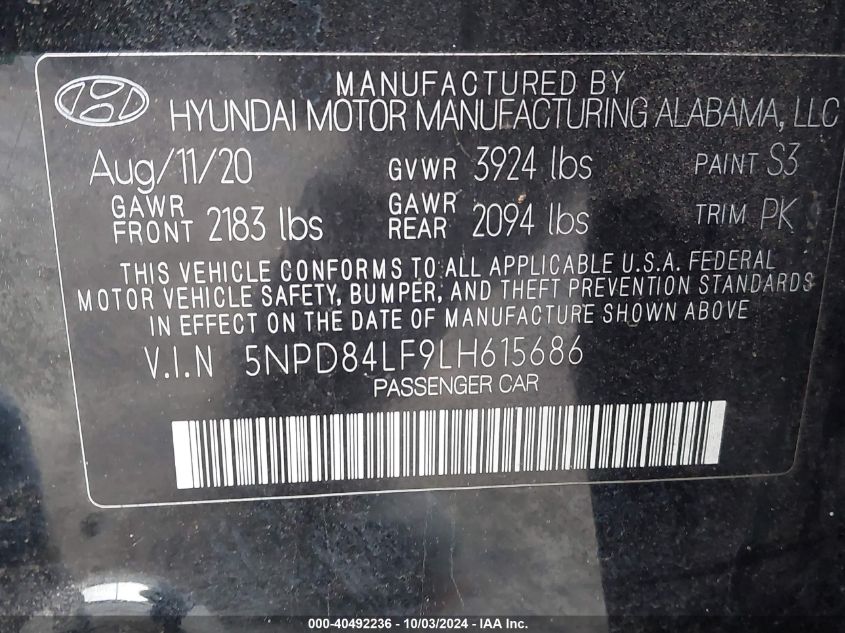 MANUFACTURED BY
HYUNDAI MOTOR MANUFACTURING ALABAMA, LLC
Aug/11/20 GVWR 3924 lbs PAINT S3
GAWR FRONT 2183 lbs GAWR REAR 2094 lbs TRIM PK
THIS VEHICLE CONFORMS TO ALL APPLICABLE U.S.A. FEDERAL
MOTOR VEHICLE SAFETY, BUMPER, AND THEFT PREVENTION STANDARDS
IN EFFECT ON THE DATE OF MANUFACTURE SHOWN ABOVE
V.I.N 5NPD84LF9LH615686
PASSENGER CAR
000-40492236 - 10/03/2024 - IAA Inc.